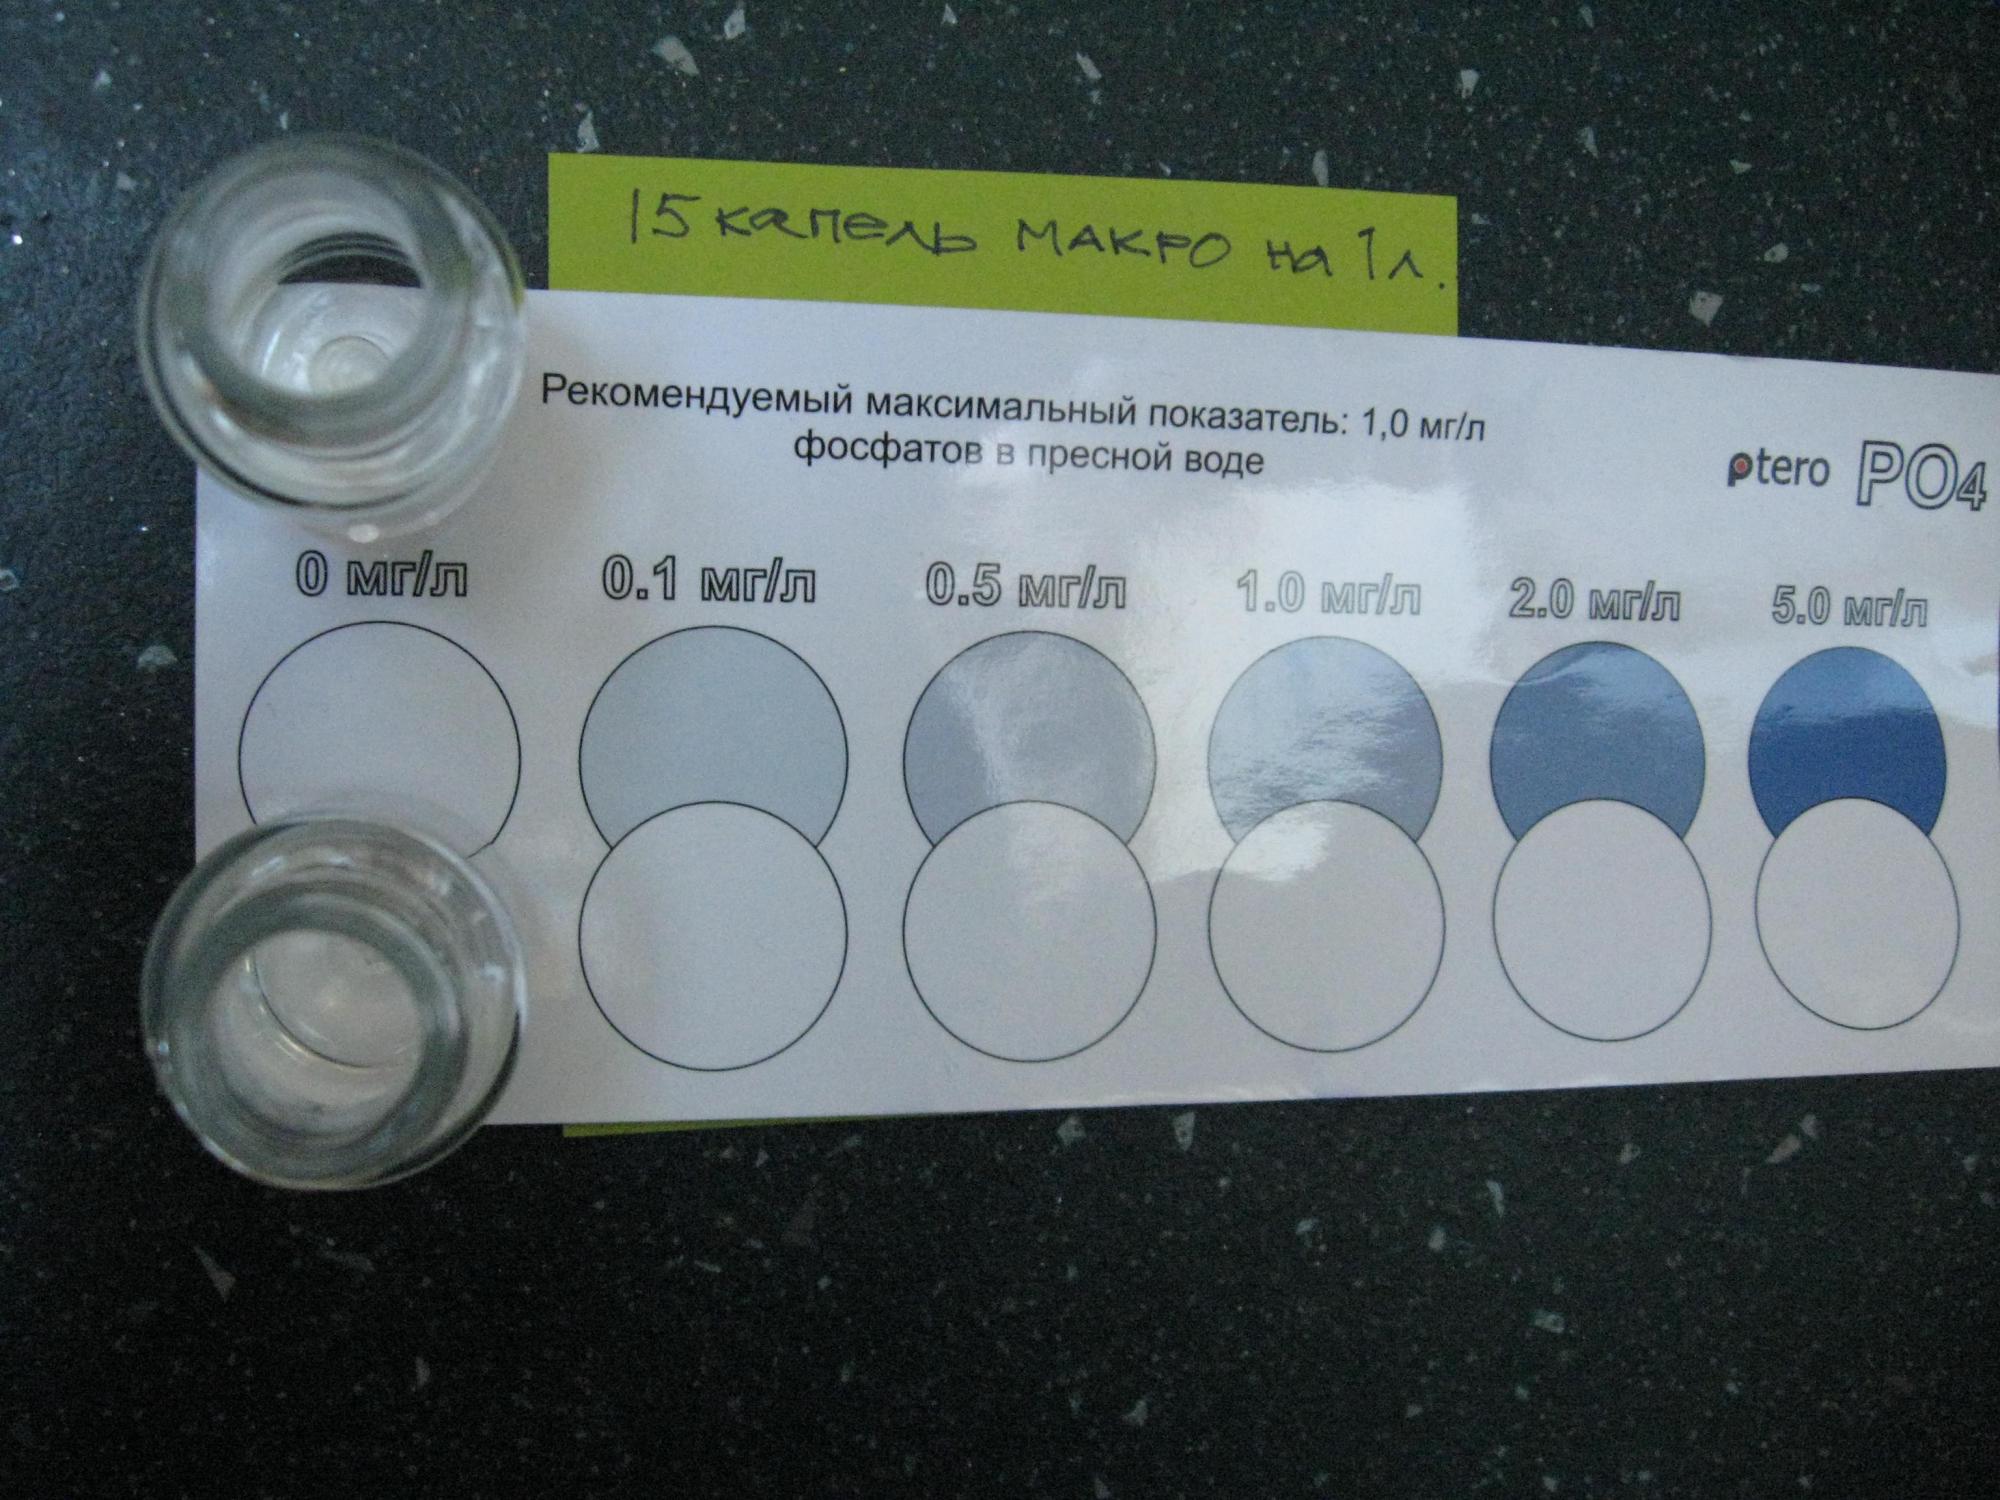 15 капель макро на 1л.
Рекомендуемый максимальный показатель: 1,0 мг/л
фосфатов в пресной воде
ptero PO4
0 мг/л 0.1 мг/л 0.5 мг/л 1.0 мг/л 2.0 мг/л 5.0 мг/л